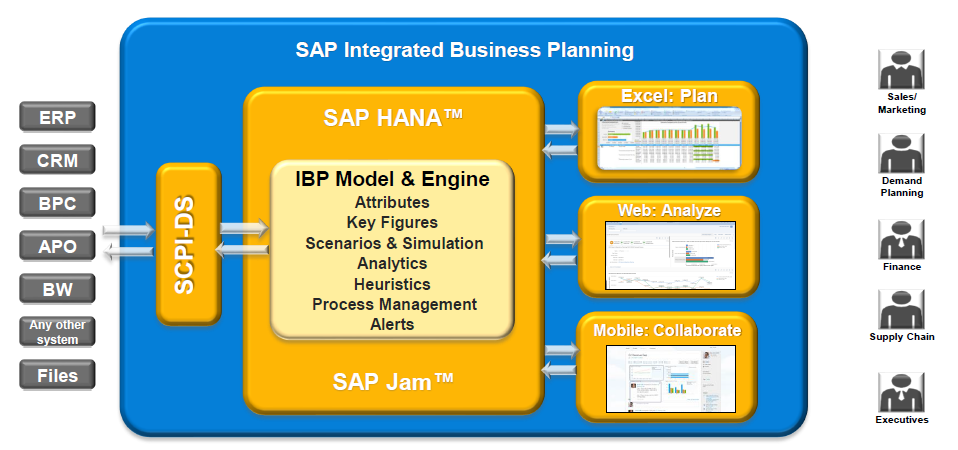 SAP Integrated Business Planning
ERP
CRM
BPC
APO
BW
Any other
system
Files
SCPI-DS
SAP HANA™
IBP Model & Engine
Attributes
Key Figures
Scenarios & Simulation
Analytics
Heuristics
Process Management
Alerts
SAP Jam™
Excel: Plan
Web: Analyze
Mobile: Collaborate
Sales/
Marketing
Demand
Planning
Finance
Supply Chain
Executives